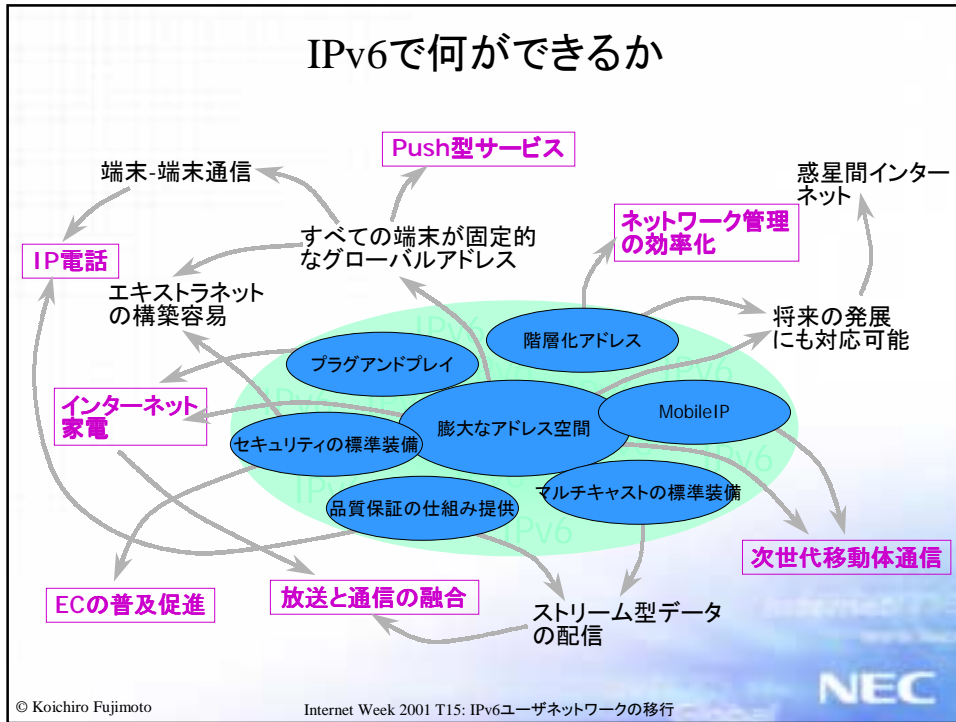 IPv6で何ができるか
Push型サービス
端末-端末通信
惑星間インター
ネット
ネットワーク管理
の効率化
すべての端末が固定的
なグローバルアドレス
IP電話
エキストラネット
の構築容易
将来の発展
にも対応可能
IPv6
階層化アドレス
プラグアンドプレイ
IPv6
インターネット
家電
IPv6
膨大なアドレス空間
MobileIP
セキュリティの標準装備
IPv6
マルチキャストの標準装備
品質保証の仕組み提供
IPv6
次世代移動体通信
ECの普及促進
放送と通信の融合
ストリーム型データ
の配信
NEC
© Koichiro Fujimoto
Internet Week 2001 T15: IPv6ユーザネットワークの移行